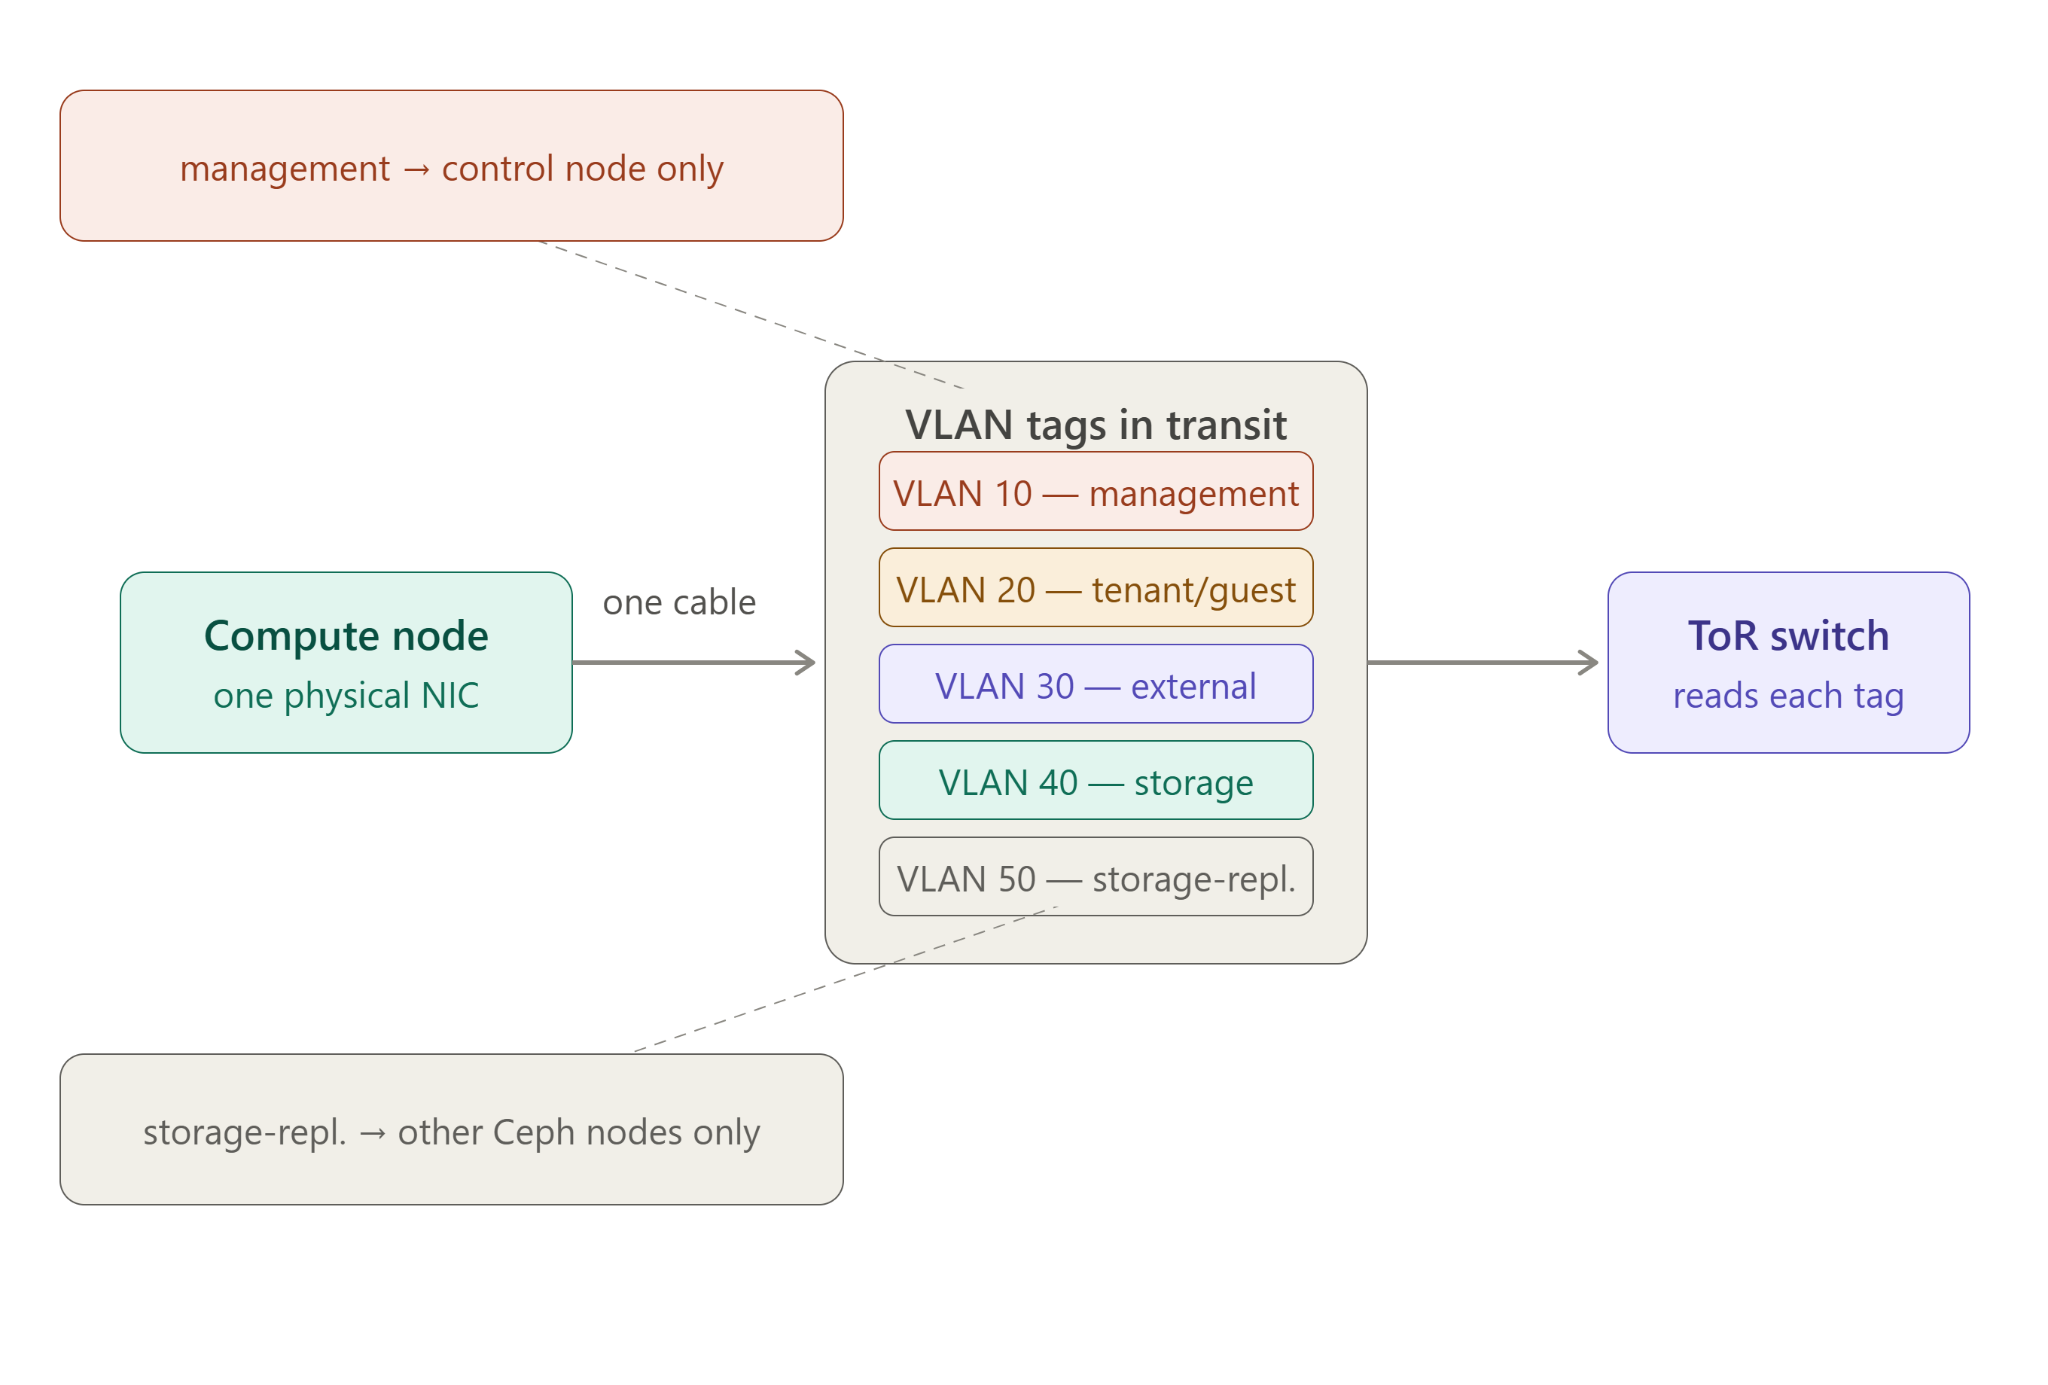 management → control node only
VLAN tags in transit
VLAN 10 — management
VLAN 20 — tenant/guest
one cable
Compute node
one physical NIC
VLAN 30 — external
ToR switch
reads each tag
VLAN 40 — storage
VLAN 50 — storage-repl.
storage-repl. → other Ceph nodes only